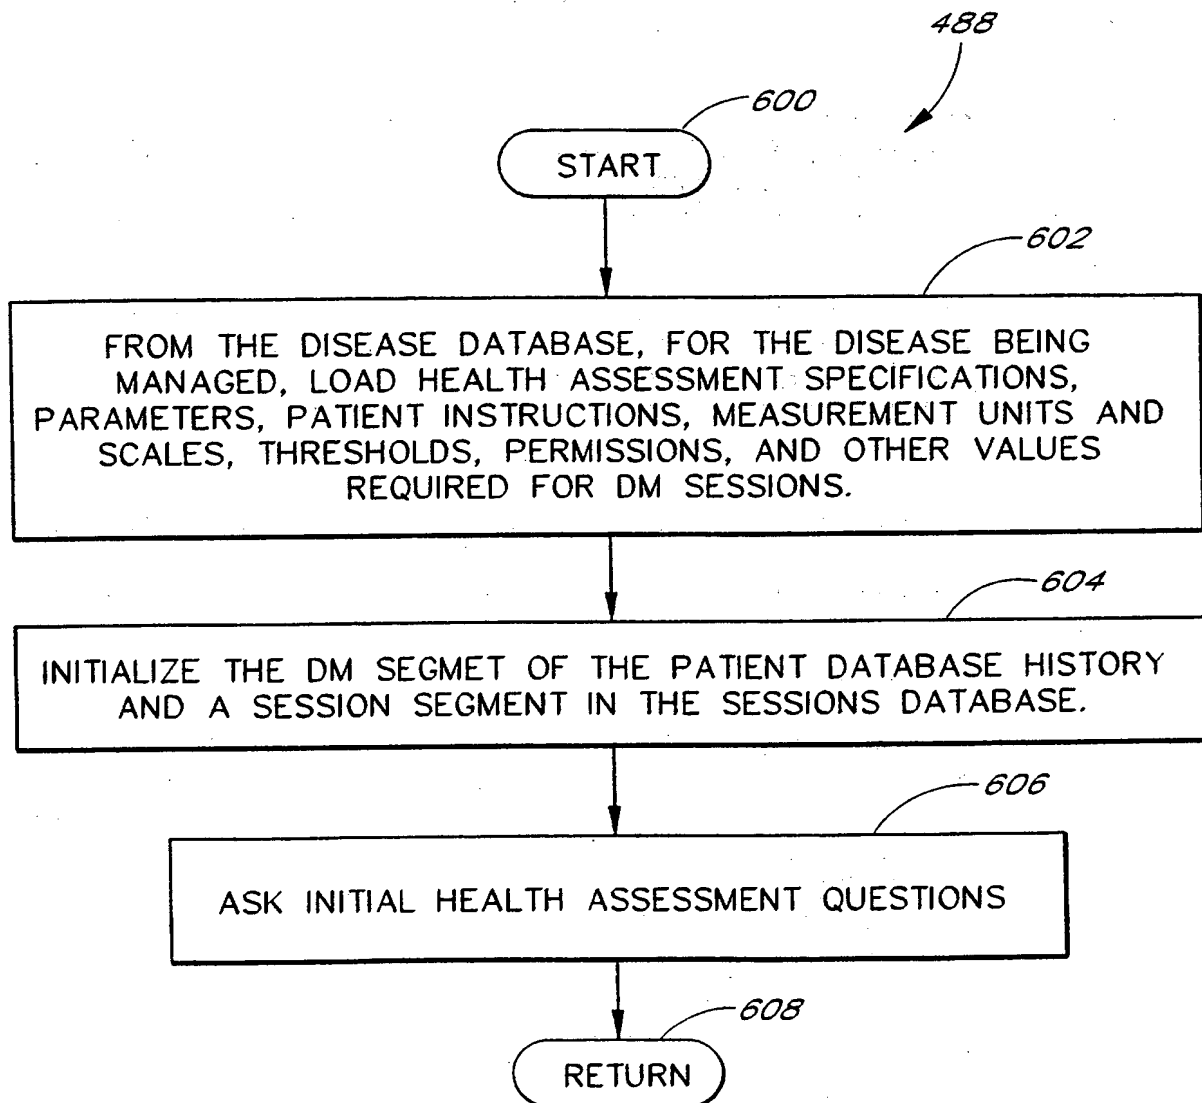 488
600
START
602
FROM THE DISEASE DATABASE, FOR THE DISEASE BEING
MANAGED, LOAD HEALTH ASSESSMENT SPECIFICATIONS,
PARAMETERS, PATIENT INSTRUCTIONS, MEASUREMENT UNITS AND
SCALES, THRESHOLDS, PERMISSIONS, AND OTHER VALUES
REQUIRED FOR DM SESSIONS.
604
INITIALIZE THE DM SEGMET OF THE PATIENT DATABASE HISTORY
AND A SESSION SEGMENT IN THE SESSIONS DATABASE.
606
ASK INITIAL HEALTH ASSESSMENT QUESTIONS
608
RETURN